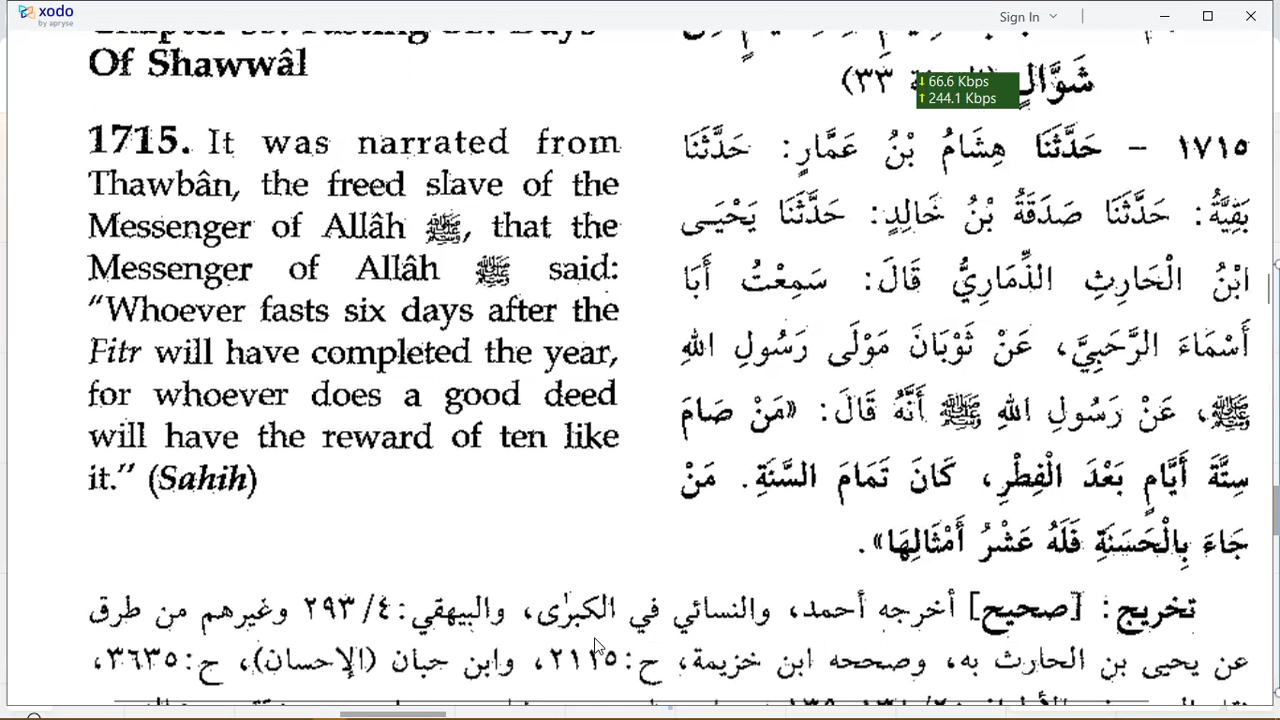 xodo
by apryse
Sign In
Of Shawwâl
1715. It was narrated from
Thawbân, the freed slave of the
Messenger of Allâh ﷺ, that the
Messenger of Allâh ﷺ said:
“Whoever fasts six days after the
Fitr will have completed the year,
for whoever does a good deed
will have the reward of ten like
it.” (Sahih)
شَوَّالٍ (٣٣)
↓ 66.6 Kbps
↑ 244.1 Kbps
١٧١٥ – حَدَّثَنَا هِشَامُ بْنُ عَمَّارٍ: حَدَّثَنَا
بَقِيَّةُ: حَدَّثَنَا صَدَقَةُ بْنُ خَالِدٍ: حَدَّثَنَا يَحْيَـى
ابْنُ الْحَارِثِ الذِّمَارِيُّ قَالَ: سَمِعْتُ أَبَا
أَسْمَاءَ الرَّحَبِيَّ، عَنْ ثَوْبَانَ مَوْلَى رَسُولِ اللهِ
ﷺ، عَنْ رَسُولِ اللهِ ﷺ أَنَّهُ قَالَ: «مَنْ صَامَ
سِتَّةَ أَيَّامٍ بَعْدَ الْفِطْرِ، كَانَ تَمَامَ السَّنَةِ. مَنْ
جَاءَ بِالْحَسَنَةِ فَلَهُ عَشْرُ أَمْثَالِهَا».
تخريج: [صحيح] أخرجه أحمد، والنسائي في الكبرٰى، والبيهقي:٤/ ٢٩٣ وغيرهم من طرق
عن يحيى بن الحارث به، وصححه ابن خزيمة، ح:٢١١٥، وابن حبان (الإحسان)، ح:٣٦٣٥،